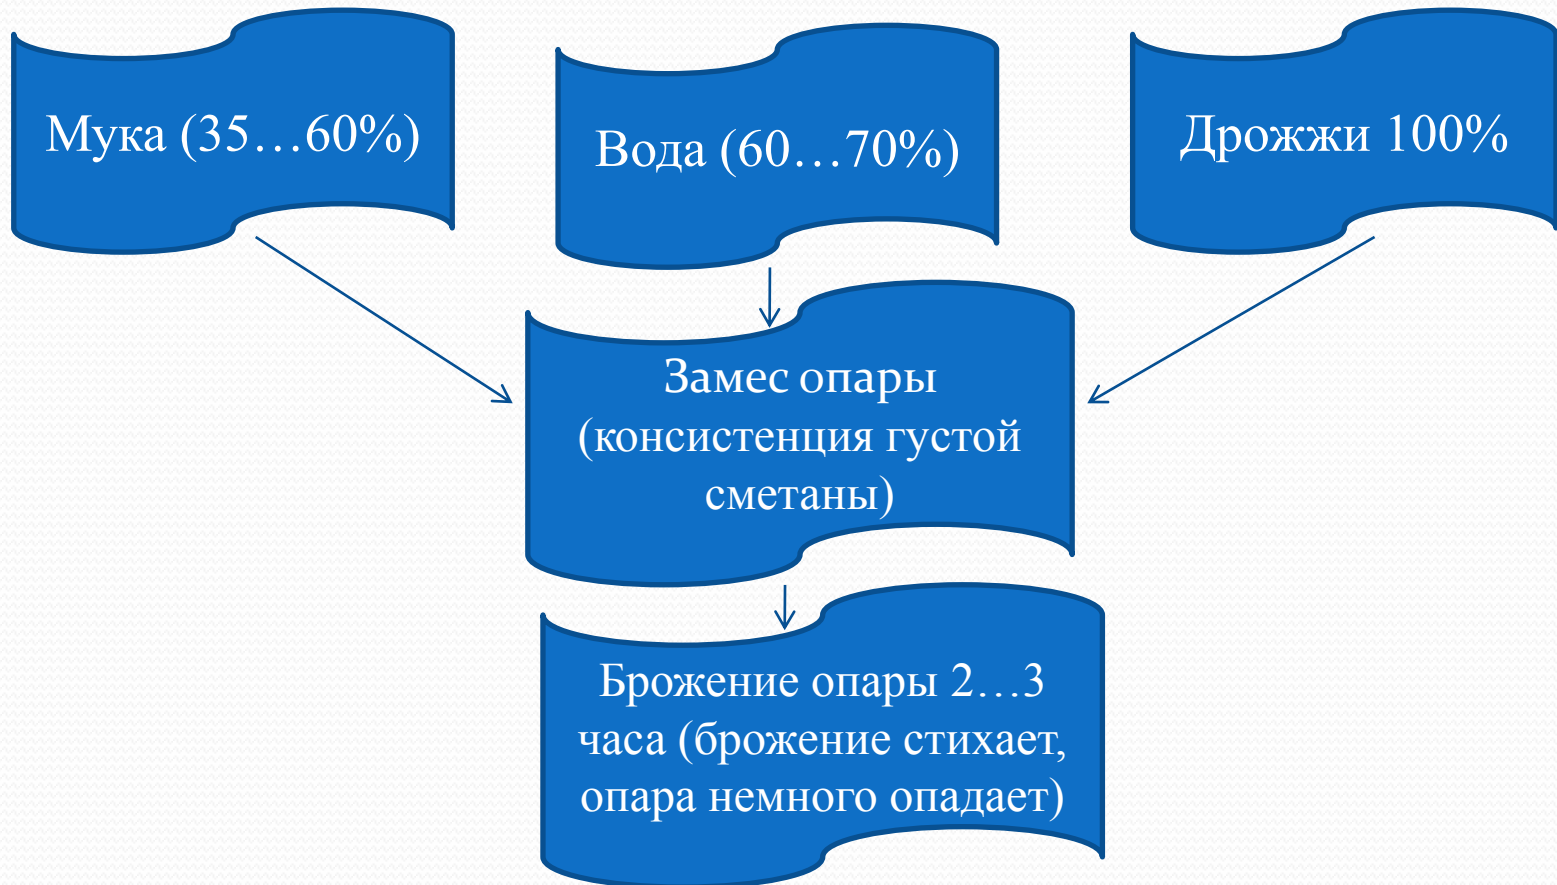 Мука (35…60%)
Вода (60…70%)
Дрожжи 100%
Замес опары
(консистенция густой
сметаны)
Брожение опары 2…3
часа (брожение стихает,
опара немного опадает)